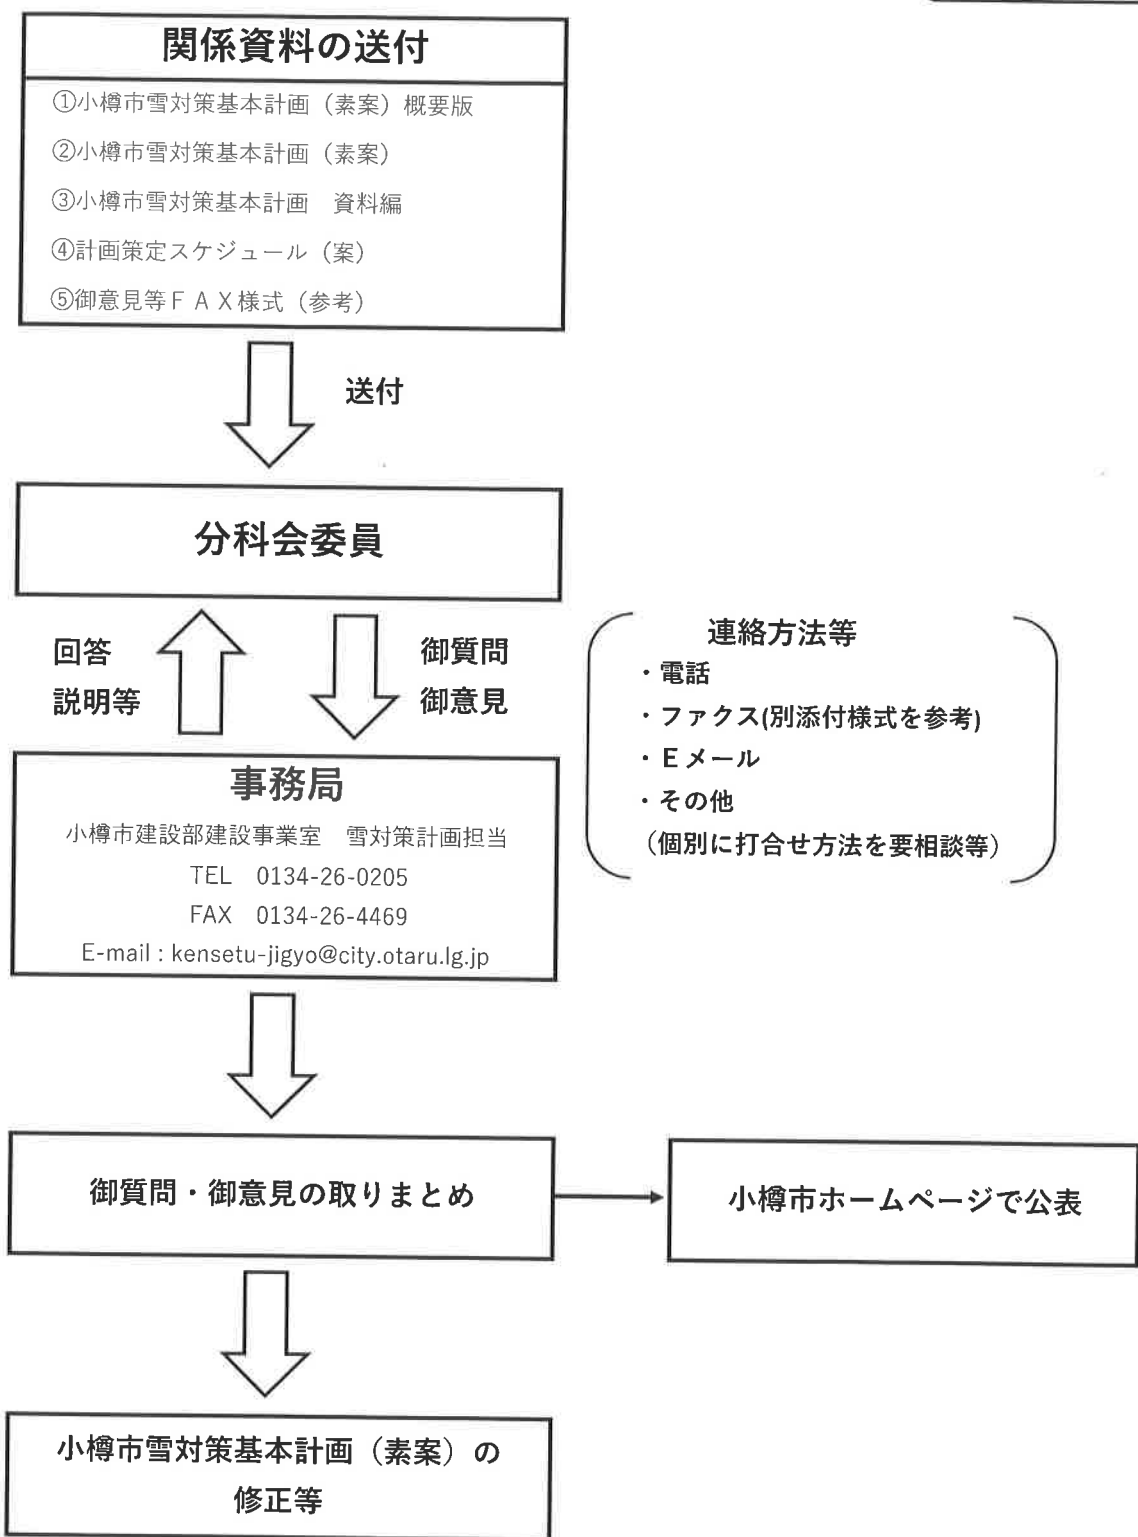 関係資料の送付
①小樽市雪対策基本計画（素案）概要版
②小樽市雪対策基本計画（素案）
③小樽市雪対策基本計画　資料編
④計画策定スケジュール（案）
⑤御意見等ＦＡＸ様式（参考）
送付
分科会委員
回答
説明等
御質問
御意見
連絡方法等
・電話
・ファクス(別添付様式を参考)
・Ｅメール
・その他
（個別に打合せ方法を要相談等）
事務局
小樽市建設部建設事業室　雪対策計画担当
TEL　0134-26-0205
FAX　0134-26-4469
E-mail : kensetu-jigyo@city.otaru.lg.jp
御質問・御意見の取りまとめ
小樽市ホームページで公表
小樽市雪対策基本計画（素案）の
修正等